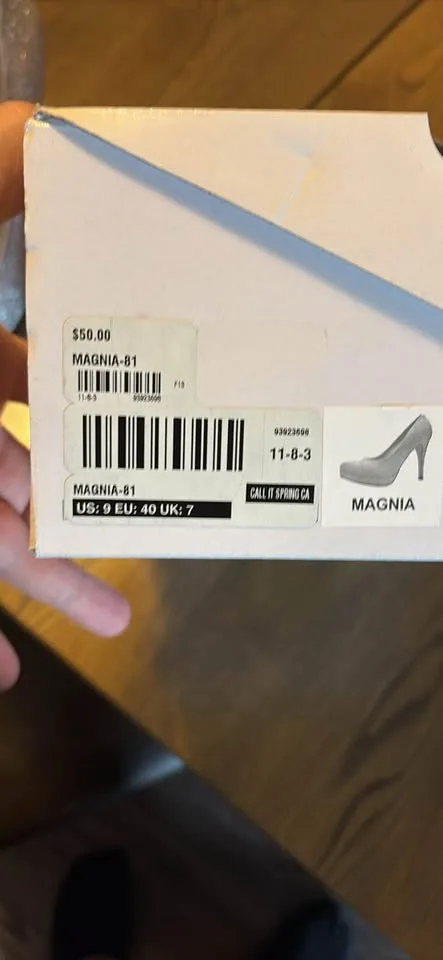 $50.00
MAGNIA-81
F13
11-8-3 93923698
93923698
11-8-3
MAGNIA-81
CALL IT SPRING CA
US: 9 EU: 40 UK: 7
MAGNIA